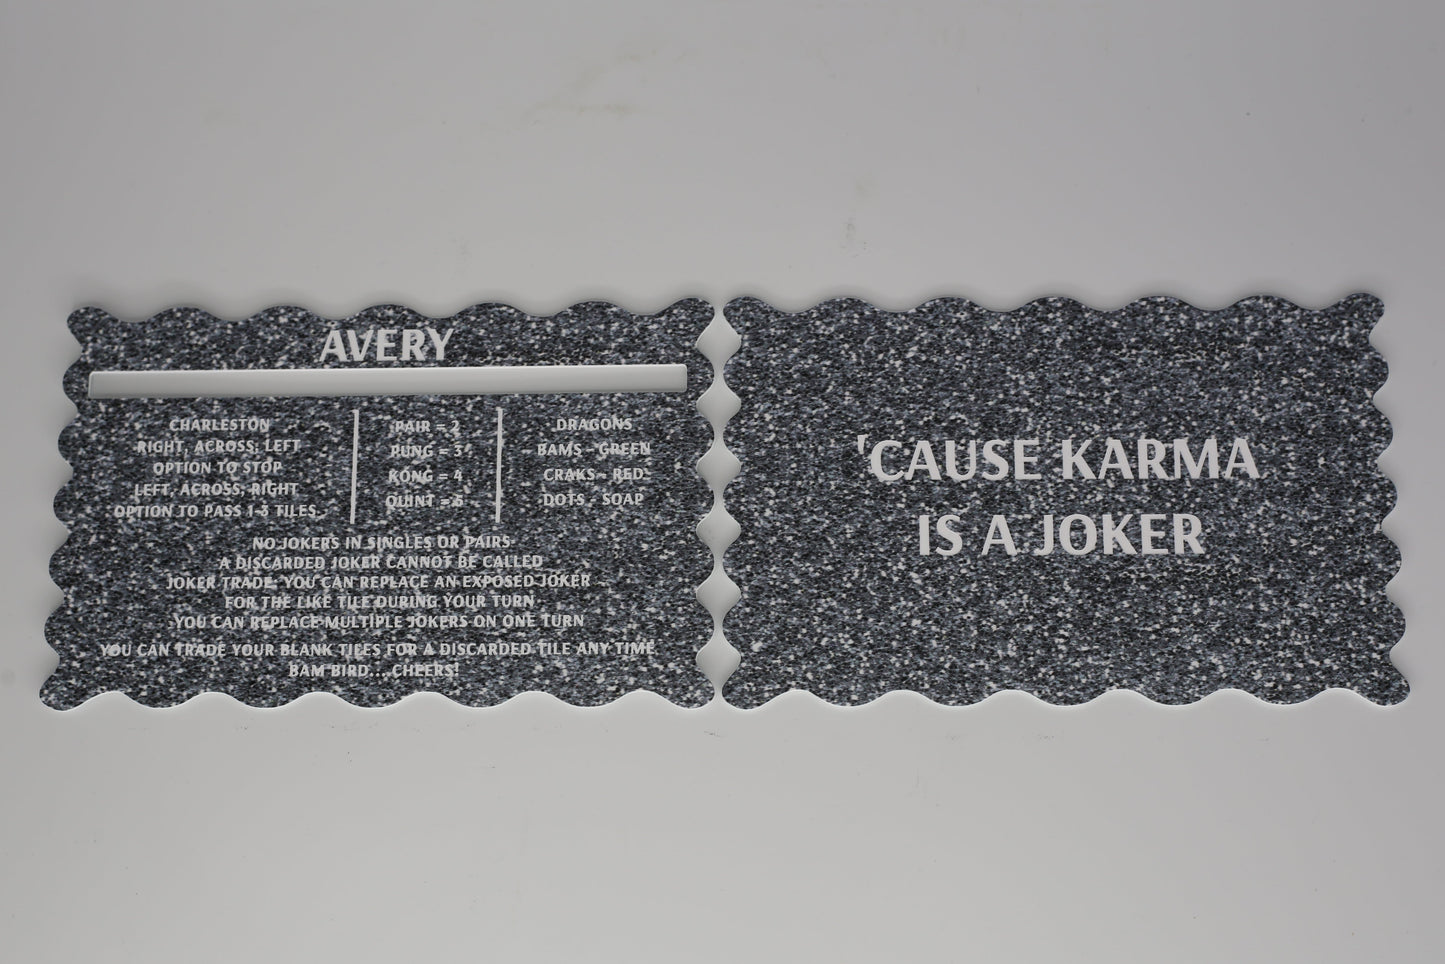 AVERY
CHARLESTON
RIGHT, ACROSS, LEFT
OPTION TO STOP
LEFT, ACROSS, RIGHT
OPTION TO PASS 1-3 TILES
PAIR = 2
PUNG = 3
KONG = 4
QUINT = 5
DRAGONS
BAMS - GREEN
CRAKS - RED
DOTS - SOAP
NO JOKERS IN SINGLES OR PAIRS
A DISCARDED JOKER CANNOT BE CALLED
JOKER TRADE: YOU CAN REPLACE AN EXPOSED JOKER
FOR THE LIKE TILE DURING YOUR TURN
YOU CAN REPLACE MULTIPLE JOKERS ON ONE TURN
YOU CAN TRADE YOUR BLANK TILES FOR A DISCARDED TILE ANY TIME
BAM BIRD....CHEERS!
'CAUSE KARMA
IS A JOKER